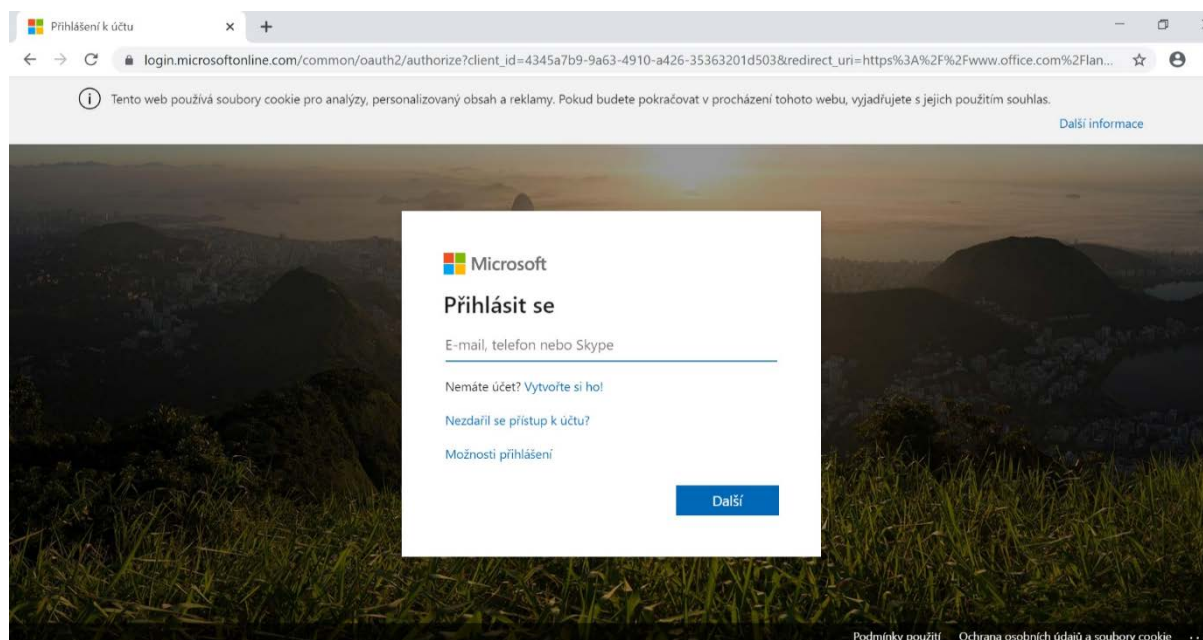 Přihlášení k účtu
login.microsoftonline.com/common/oauth2/authorize?client_id=4345a7b9-9a63-4910-a426-35363201d503&redirect_uri=https%3A%2F%2Fwww.office.com%2Flan...
Tento web používá soubory cookie pro analýzy, personalizovaný obsah a reklamy. Pokud budete pokračovat v procházení tohoto webu, vyjadřujete s jejich použitím souhlas.
Další informace
Microsoft
Přihlásit se
E-mail, telefon nebo Skype
Nemáte účet? Vytvořte si ho!
Nezdařil se přístup k účtu?
Možnosti přihlášení
Další
Podmínky použití Ochrana osobních údajů a soubory cookie